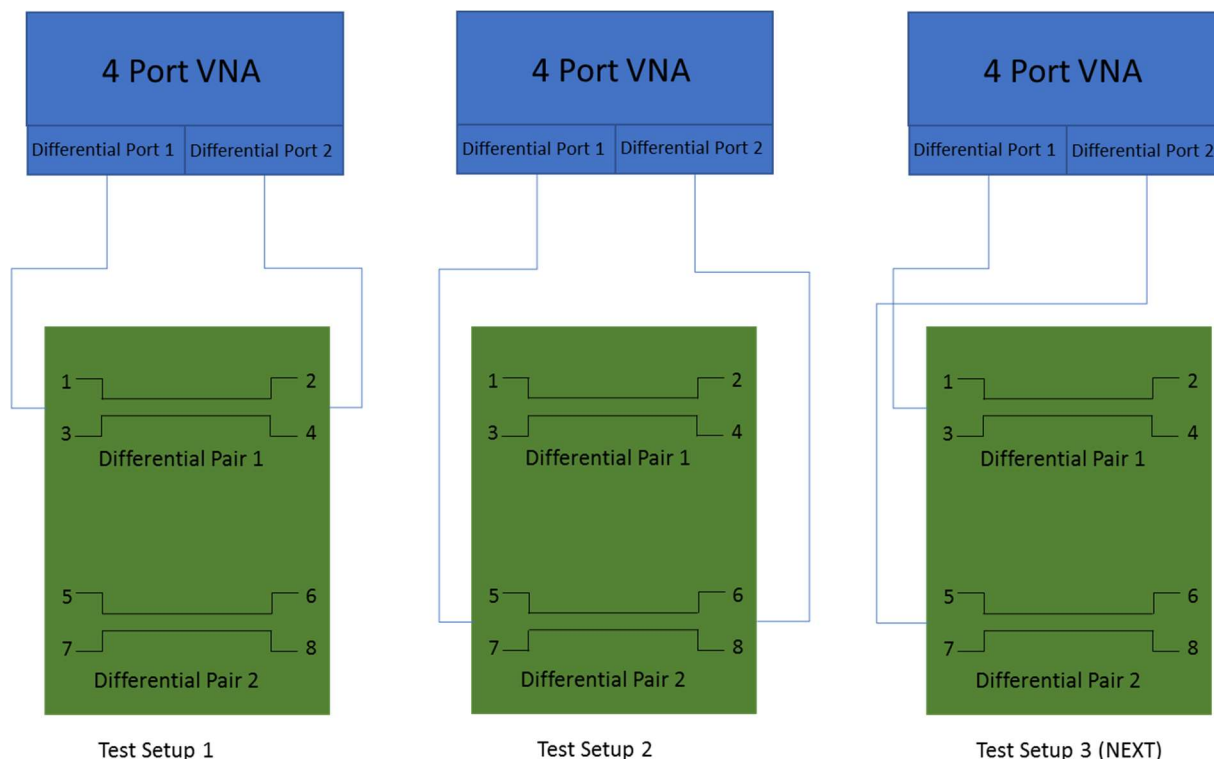 4 Port VNA
Differential Port 1 Differential Port 2
1 2
3 4
Differential Pair 1
5 6
7 8
Differential Pair 2
Test Setup 1
4 Port VNA
Differential Port 1 Differential Port 2
1 2
3 4
Differential Pair 1
5 6
7 8
Differential Pair 2
Test Setup 2
4 Port VNA
Differential Port 1 Differential Port 2
1 2
3 4
Differential Pair 1
5 6
7 8
Differential Pair 2
Test Setup 3 (NEXT)